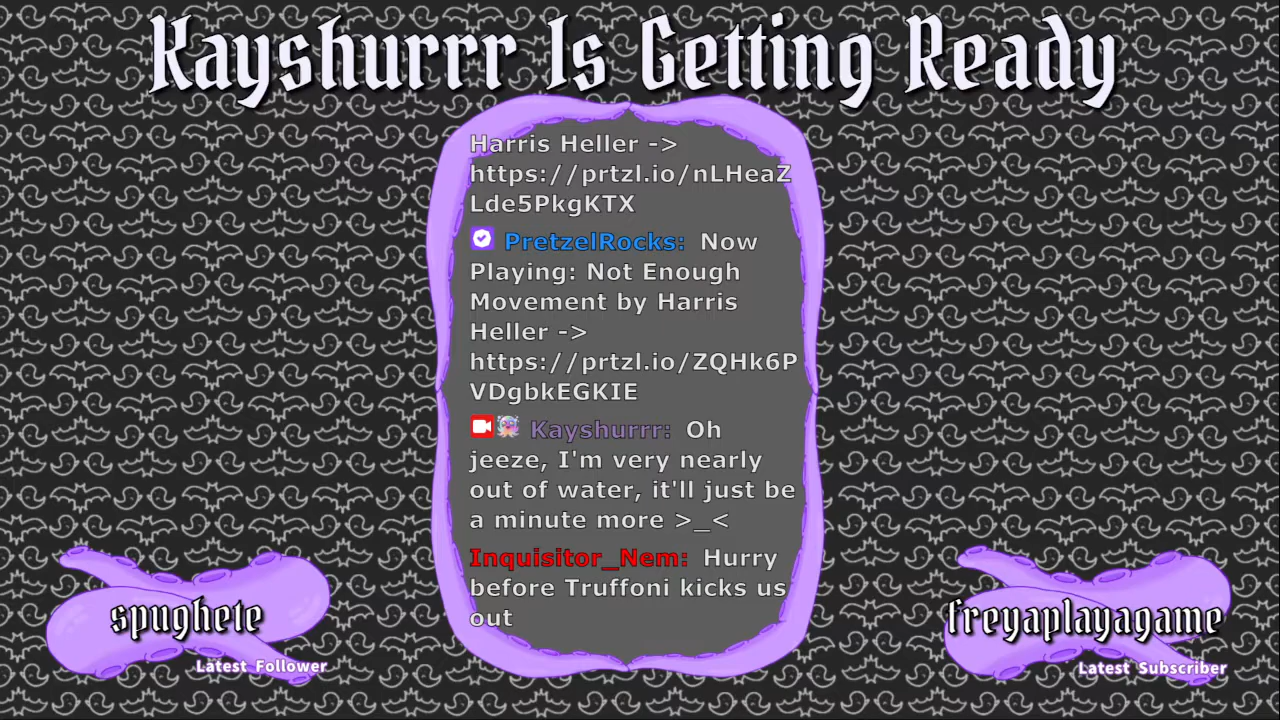 Kayshurrr Is Getting Ready
Harris Heller ->
https://prtzl.io/nLHeaZ
Lde5PkgKTX
PretzelRocks: Now
Playing: Not Enough
Movement by Harris
Heller ->
https://prtzl.io/ZQHk6P
VDgbkEGKIE
Kayshurrr: Oh
jeeze, I'm very nearly
out of water, it'll just be
a minute more >_<
Inquisitor_Nem: Hurry
before Truffoni kicks us
out
spughete
Latest Follower
freyaplayagame
Latest Subscriber